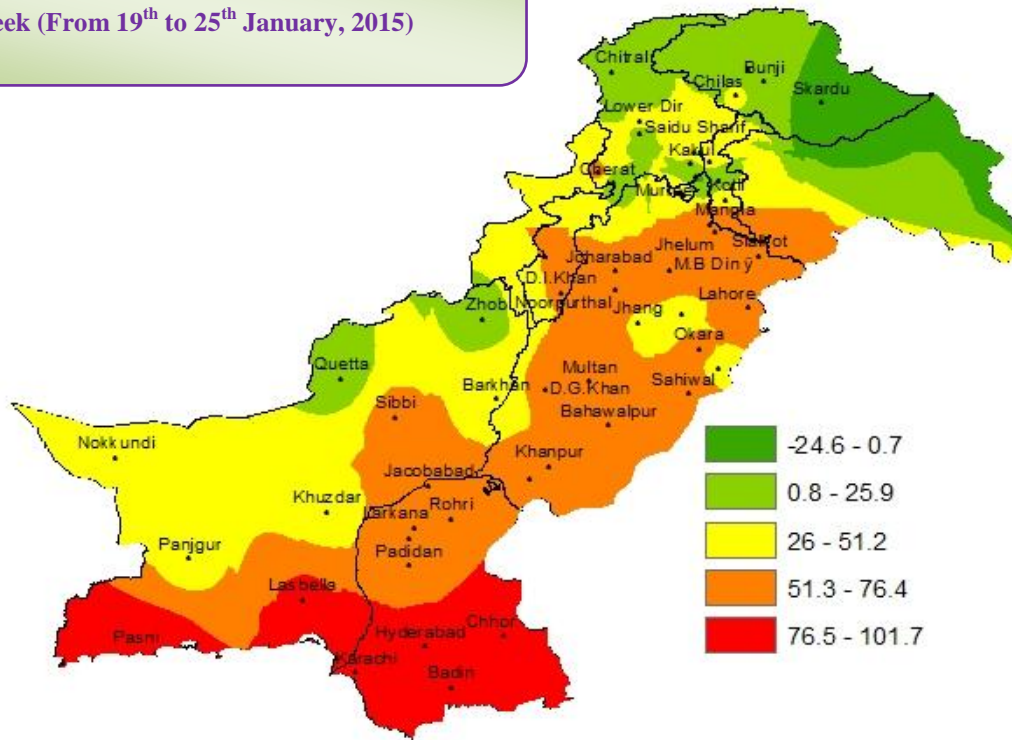 eek (From 19th to 25th January, 2015)
Chitral
Bunji
Chilas
Skardu
Lower Dir
Saidu Sharif
Kakul
Cherat
Kotli
Mangla
Jhelum
Joharabad
M.B Din ÿ
D.I.Khan
Lahore
Zhob
Noorpurthal
Jhang
Okara
Quetta
Multan
Sahiwal
Barkhan
D.G.Khan
Sibbi
Bahawalpur
Nokkundi
Khanpur
Jacobabad
Khuzdar
Rohri
Larkana
Panjgur
Padidan
Lasbella
Chhor
Pasni
Hyderabad
Karachi
Badin
-24.6 - 0.7
0.8 - 25.9
26 - 51.2
51.3 - 76.4
76.5 - 101.7